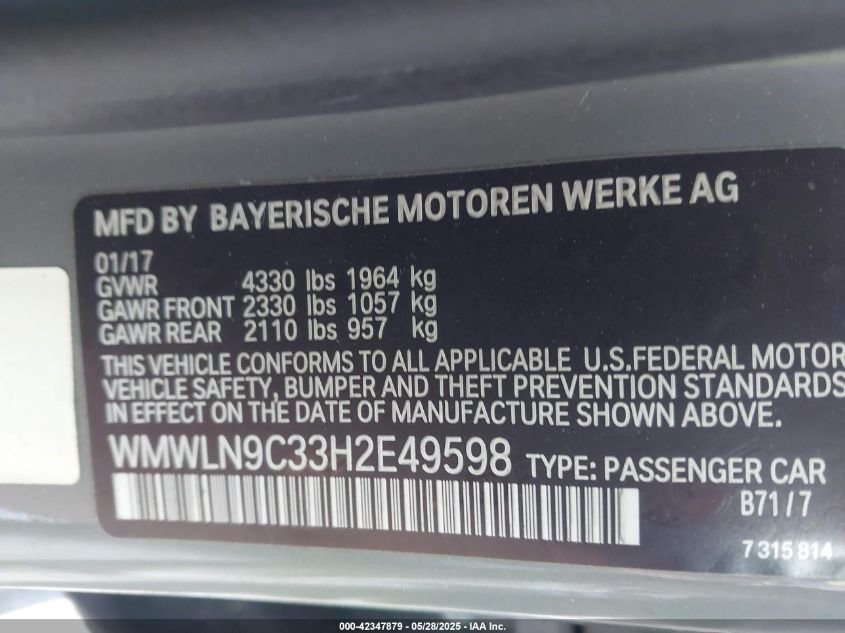 MFD BY BAYERISCHE MOTOREN WERKE AG
01/17
GVWR 4330 lbs 1964 kg
GAWR FRONT 2330 lbs 1057 kg
GAWR REAR 2110 lbs 957 kg
THIS VEHICLE CONFORMS TO ALL APPLICABLE U.S.FEDERAL MOTOR
VEHICLE SAFETY, BUMPER AND THEFT PREVENTION STANDARDS
IN EFFECT ON THE DATE OF MANUFACTURE SHOWN ABOVE.
WMWLN9C33H2E49598 TYPE: PASSENGER CAR
B71/7
7315814
000-42347879 - 05/28/2025 - IAA Inc.